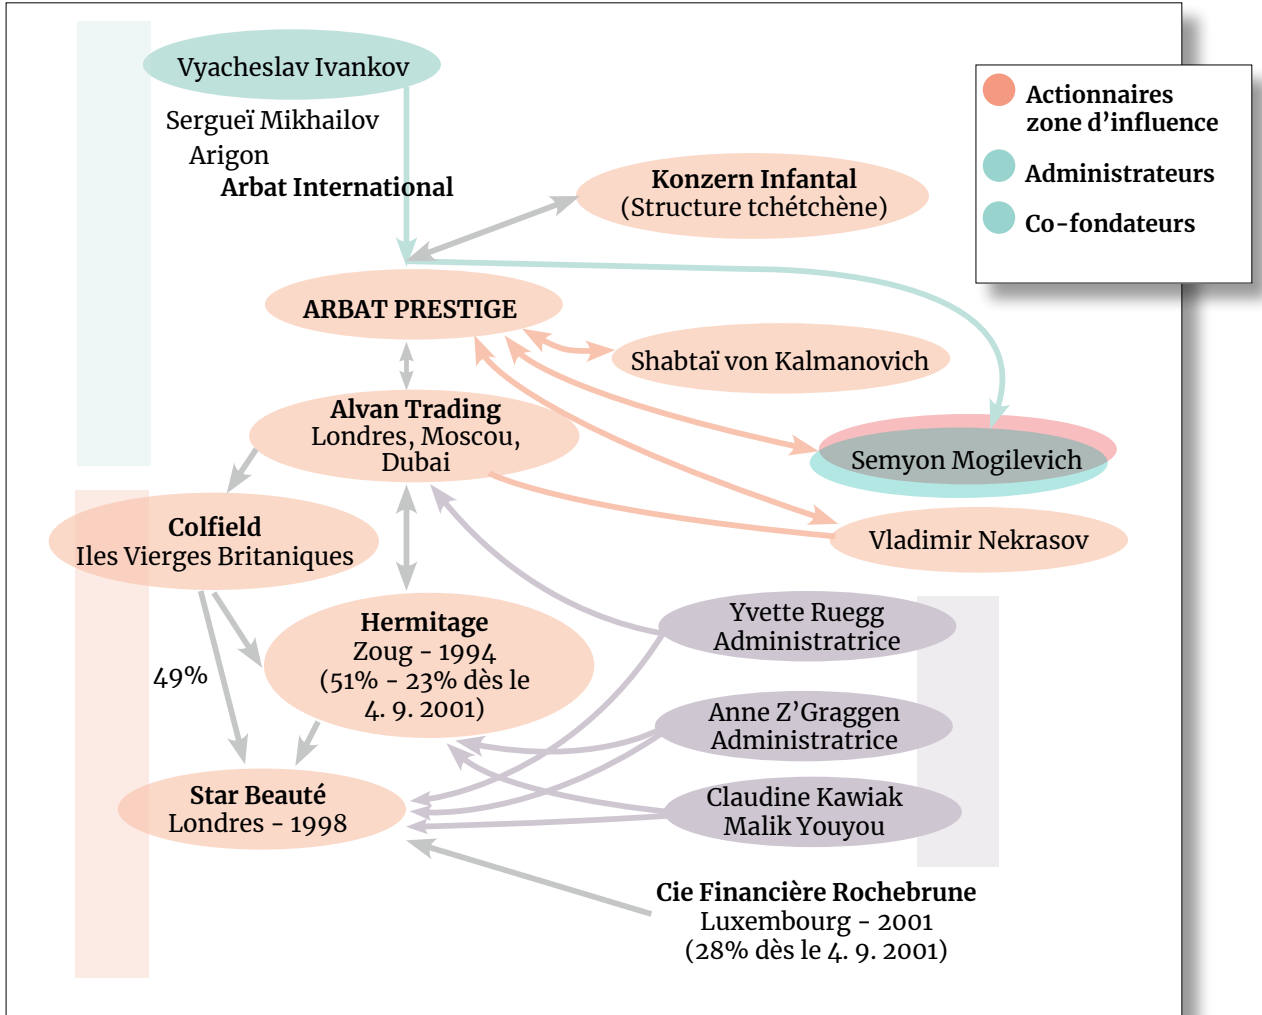 Vyacheslav Ivankov
Sergueï Mikhailov
Arigon
Arbat International
Konzern Infantal
(Structure tchétchène)
Actionnaires
zone d’influence
Administrateurs
Co-fondateurs
ARBAT PRESTIGE
Shabtaï von Kalmanovich
Alvan Trading
Londres, Moscou,
Dubai
Semyon Mogilevich
Vladimir Nekrasov
Colfield
Iles Vierges Britaniques
49%
Hermitage
Zoug - 1994
(51% - 23% dès le
4. 9. 2001)
Yvette Ruegg
Administratrice
Anne Z’Graggen
Administratrice
Claudine Kawiak
Malik Youyou
Star Beauté
Londres - 1998
Cie Financière Rochebrune
Luxembourg - 2001
(28% dès le 4. 9. 2001)